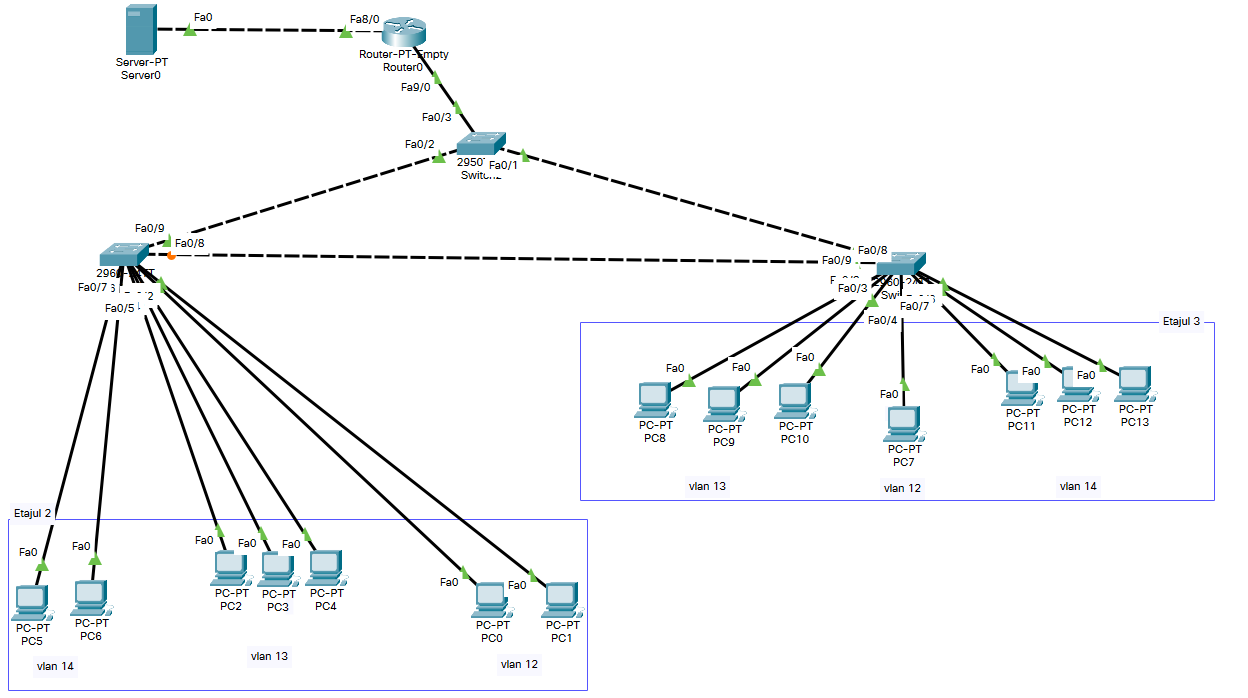 Fa0
Fa8/0
Server-PT
Server0
Router-PT-Empty
Router0
Fa9/0
Fa0/3
Fa0/2
Fa0/1
2950
Fa0/9
Fa0/8
Fa0/8
Fa0/9
Fa0/7
Fa0/5
Fa0/3
Fa0/7
Fa0/4
Etajul 3
Fa0
Fa0
Fa0
Fa0
Fa0
Fa0
Fa0
PC-PT
PC8
PC-PT
PC9
PC-PT
PC10
PC-PT
PC7
PC-PT
PC11
PC-PT
PC12
PC-PT
PC13
vlan 13
vlan 12
vlan 14
Etajul 2
Fa0
Fa0
Fa0
Fa0
Fa0
Fa0
Fa0
PC-PT
PC5
PC-PT
PC6
PC-PT
PC2
PC-PT
PC3
PC-PT
PC4
PC-PT
PC0
PC-PT
PC1
vlan 14
vlan 13
vlan 12